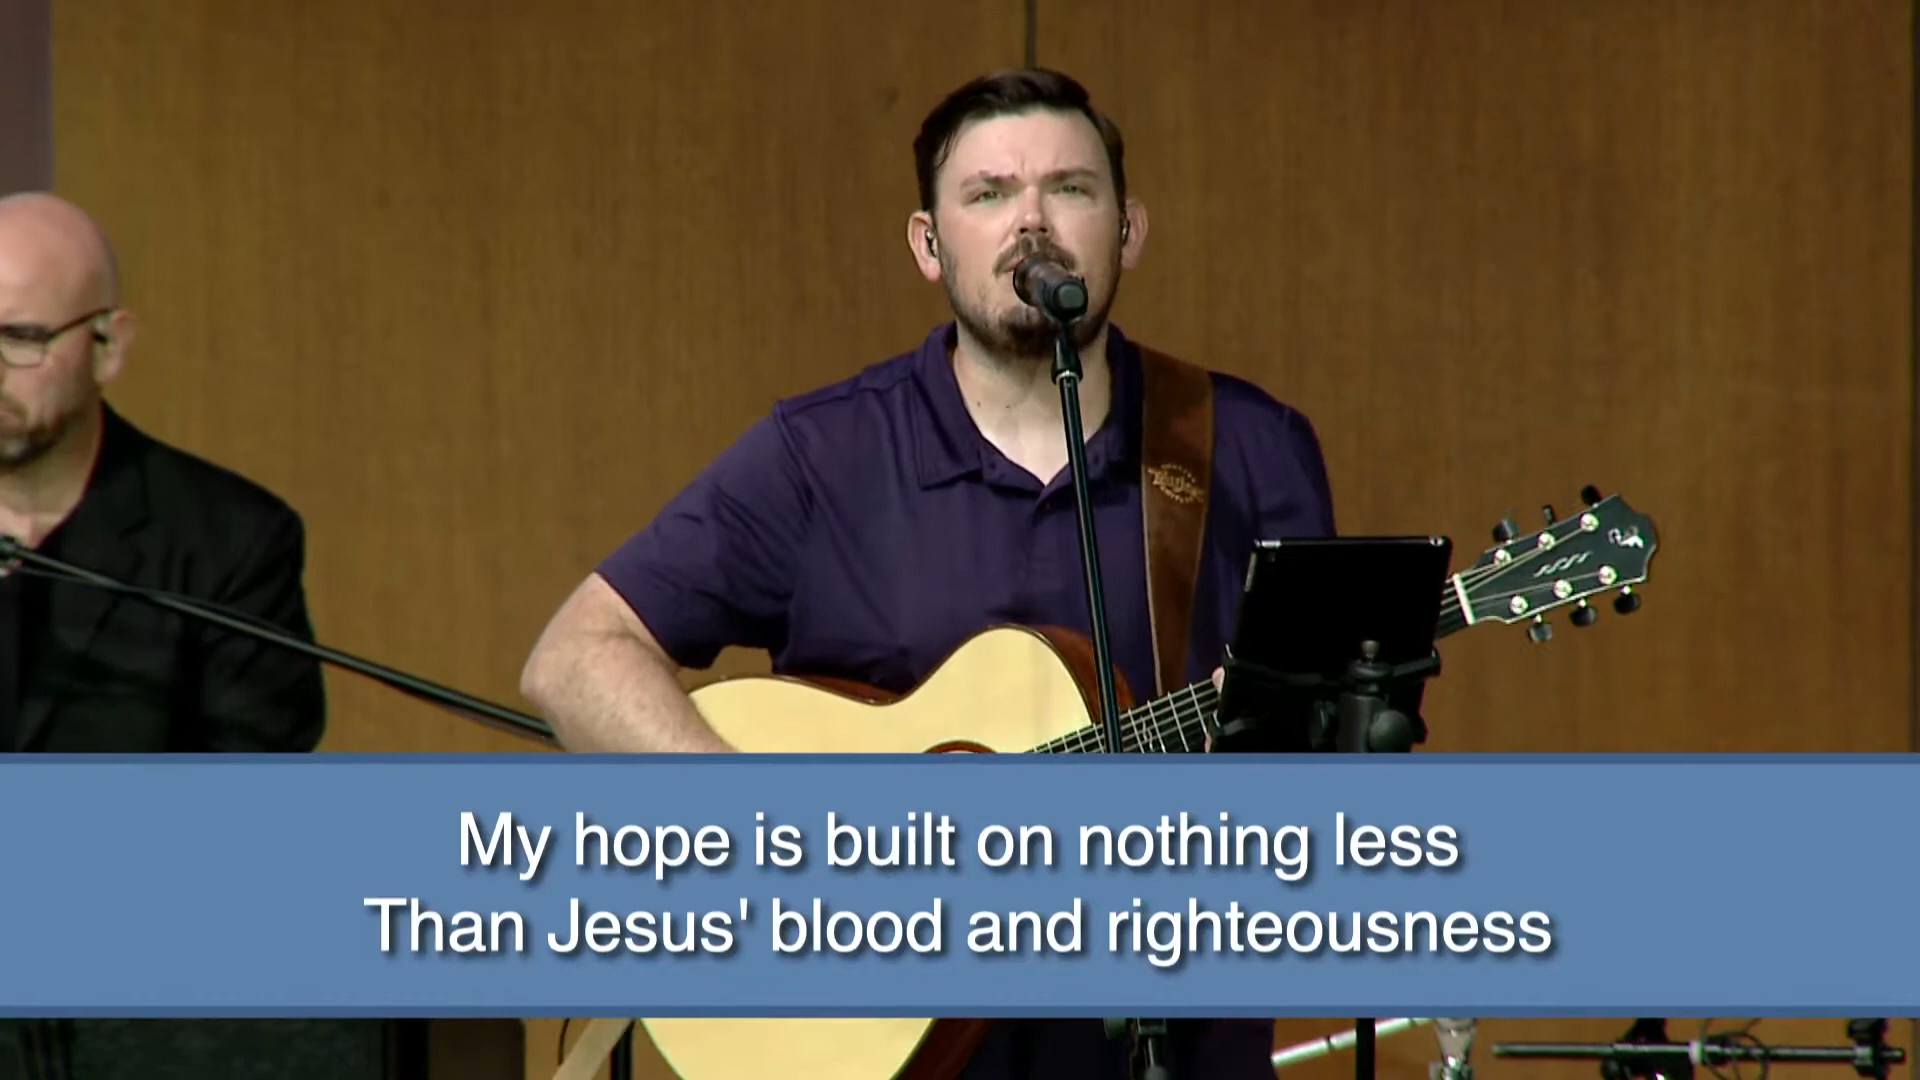 My hope is built on nothing less
Than Jesus' blood and righteousness